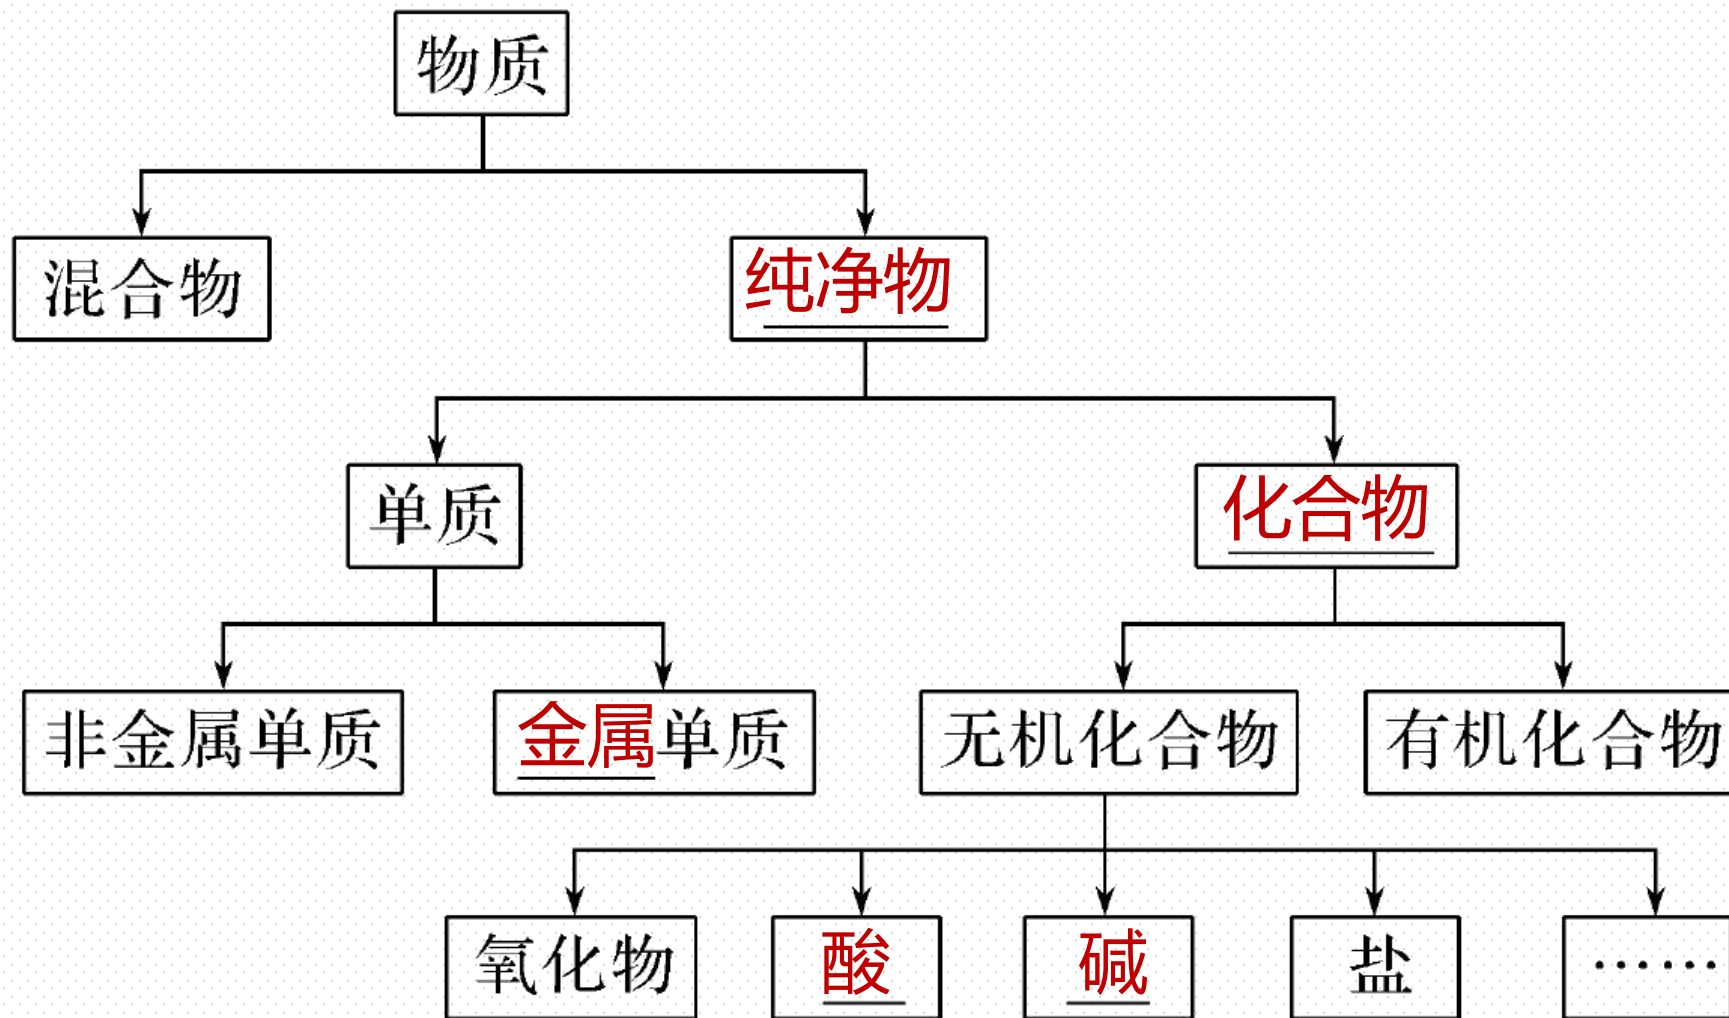 物质
混合物
纯净物
单质
化合物
非金属单质
金属单质
无机化合物
有机化合物
氧化物
酸
碱
盐
……